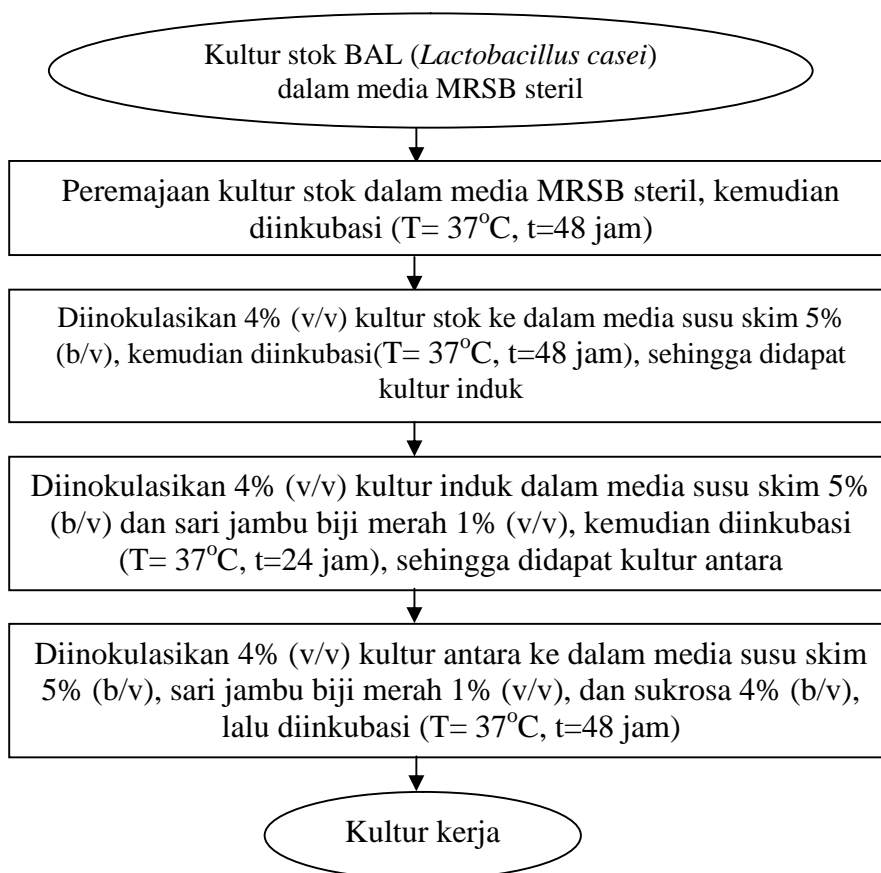 Kultur stok BAL (Lactobacillus casei)
dalam media MRSB steril
Peremajaan kultur stok dalam media MRSB steril, kemudian
diinkubasi (T= 37°C, t=48 jam)
Diinokulasikan 4% (v/v) kultur stok ke dalam media susu skim 5%
(b/v), kemudian diinkubasi(T= 37°C, t=48 jam), sehingga didapat
kultur induk
Diinokulasikan 4% (v/v) kultur induk dalam media susu skim 5%
(b/v) dan sari jambu biji merah 1% (v/v), kemudian diinkubasi
(T= 37°C, t=24 jam), sehingga didapat kultur antara
Diinokulasikan 4% (v/v) kultur antara ke dalam media susu skim
5% (b/v), sari jambu biji merah 1% (v/v), dan sukrosa 4% (b/v),
lalu diinkubasi (T= 37°C, t=48 jam)
Kultur kerja